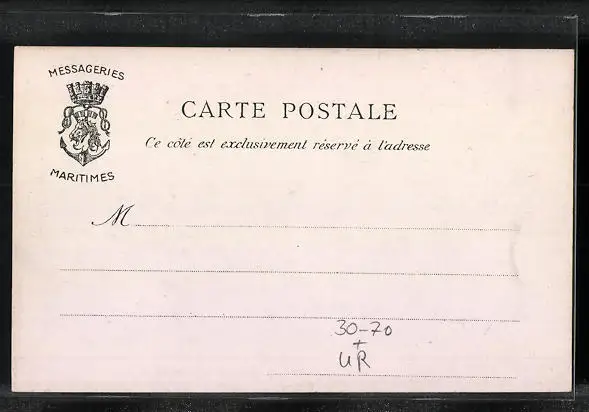 MESSAGERIES
MARITIMES
CARTE POSTALE
Ce côté est exclusivement réservé à l'adresse
M
30-70
+
UR